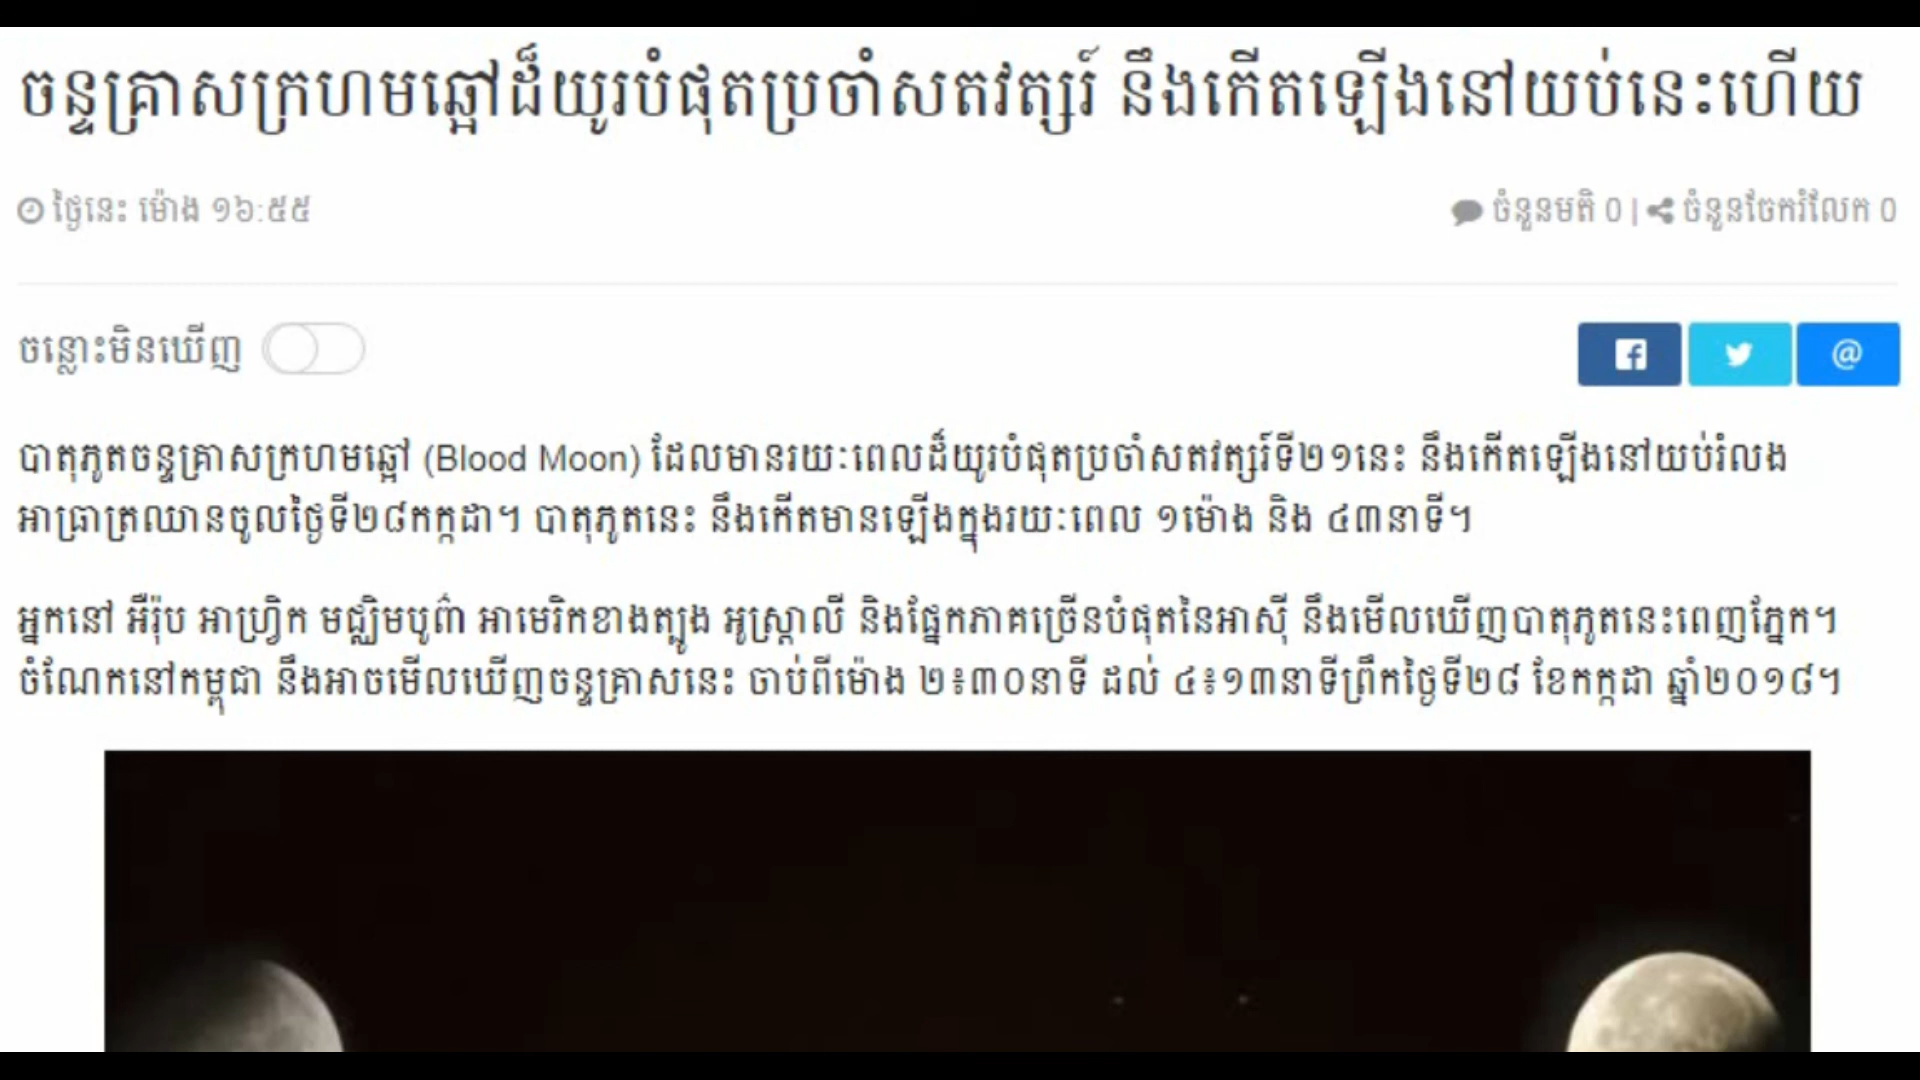 ចន្ទគ្រាសក្រហមឆ្អៅដ៏យូរបំផុតប្រចាំសតវត្សរ៍ នឹងកើតឡើងនៅយប់នេះហើយ
ថ្ងៃនេះ ម៉ោង ១៦:៥៥
ចំនួនមតិ 0 | ចំនួនចែករំលែក 0
ចន្លោះមិនឃើញ
@
បាតុភូតចន្ទគ្រាសក្រហមឆ្អៅ (Blood Moon) ដែលមានរយៈពេលដ៏យូរបំផុតប្រចាំសតវត្សរ៍ទី២១នេះ នឹងកើតឡើងនៅយប់រំលង
អាធ្រាត្រឈានចូលថ្ងៃទី២៨កក្កដា។ បាតុភូតនេះ នឹងកើតមានឡើងក្នុងរយៈពេល ១ម៉ោង និង ៤៣នាទី។
អ្នកនៅ អឺរ៉ុប អាហ្វ្រិក មជ្ឈិមបូព៌ា អាមេរិកខាងត្បូង អូស្ត្រាលី និងផ្នែកភាគច្រើនបំផុតនៃអាស៊ី នឹងមើលឃើញបាតុភូតនេះពេញភ្នែក។
ចំណែកនៅកម្ពុជា នឹងអាចមើលឃើញចន្ទគ្រាសនេះ ចាប់ពីម៉ោង ២៖៣០នាទី ដល់ ៤៖១៣នាទីព្រឹកថ្ងៃទី២៨ ខែកក្កដា ឆ្នាំ២០១៨។